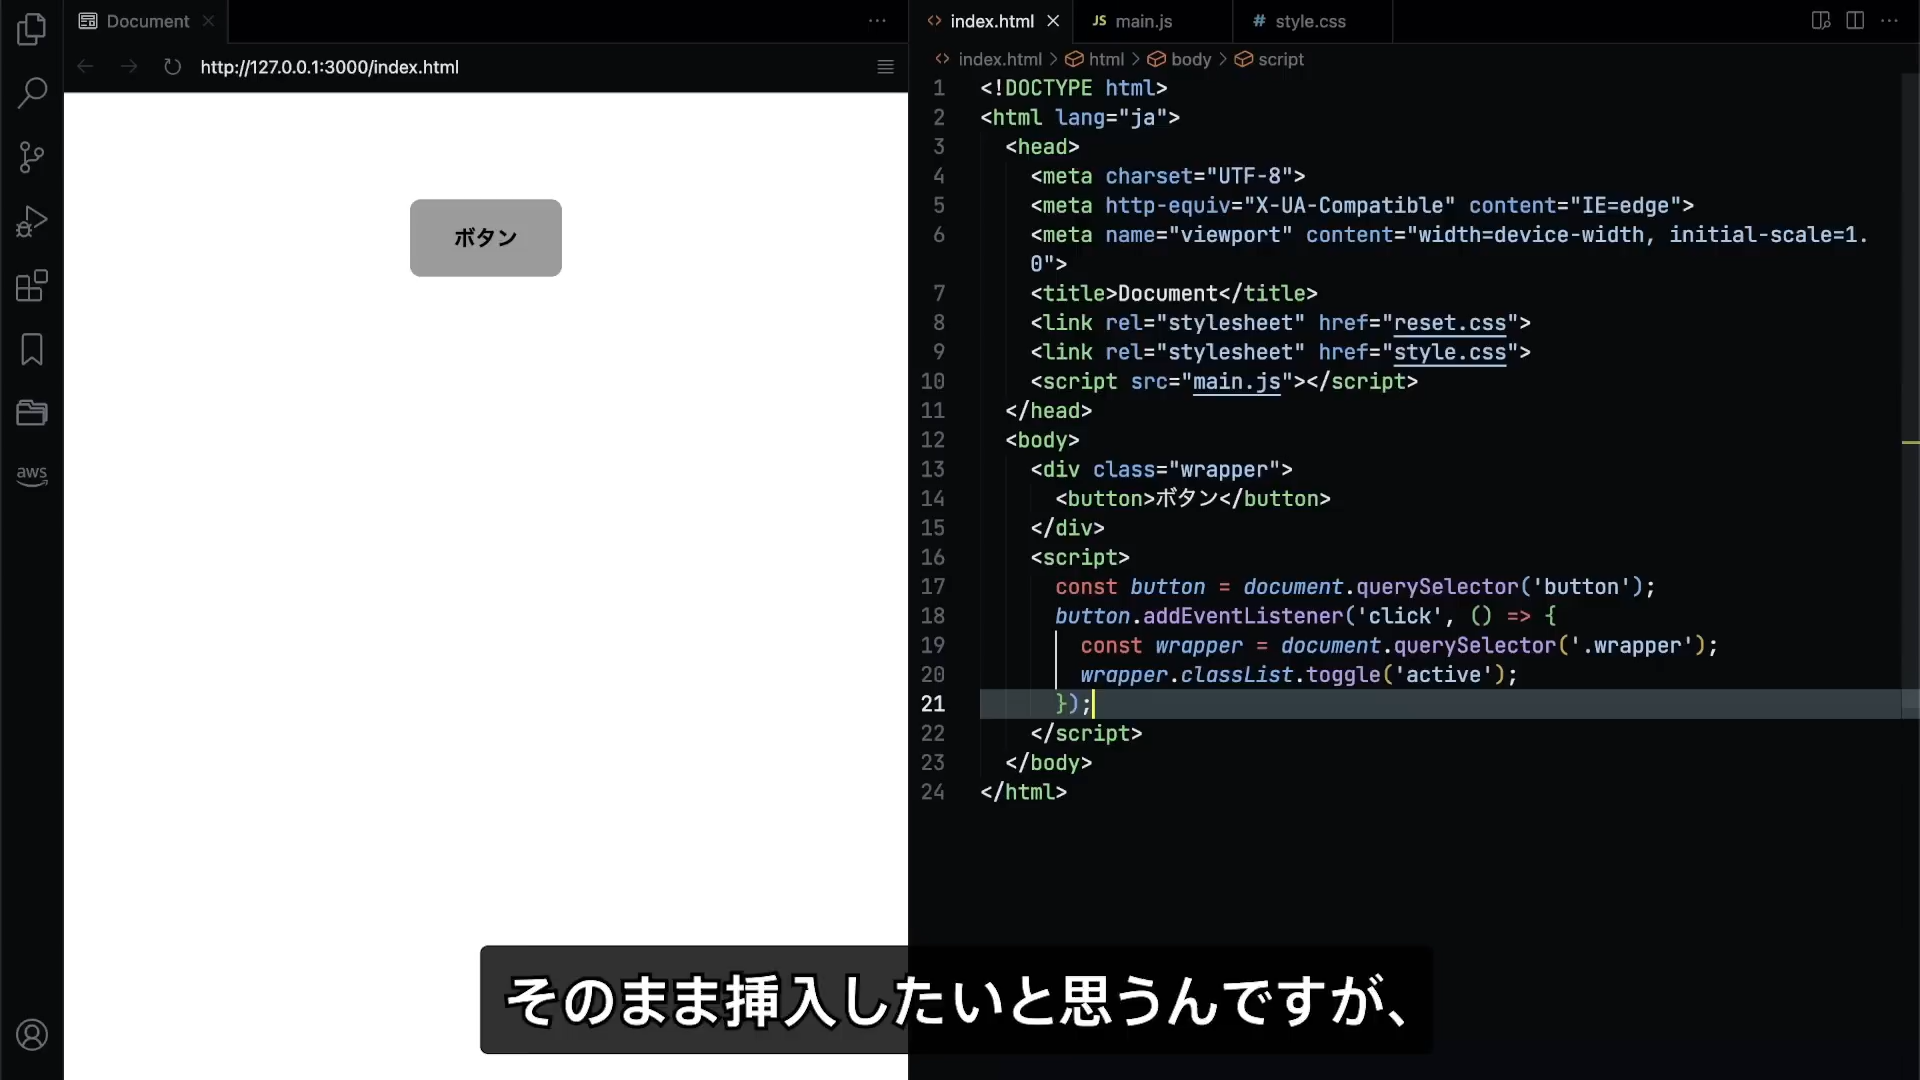 Document
http://127.0.0.1:3000/index.html
ボタン
aws
index.html
JS main.js
# style.css
index.html > html > body > script
1 <!DOCTYPE html>
2 <html lang="ja">
3 <head>
4 <meta charset="UTF-8">
5 <meta http-equiv="X-UA-Compatible" content="IE=edge">
6 <meta name="viewport" content="width=device-width, initial-scale=1.
0">
7 <title>Document</title>
8 <link rel="stylesheet" href="reset.css">
9 <link rel="stylesheet" href="style.css">
10 <script src="main.js"></script>
11 </head>
12 <body>
13 <div class="wrapper">
14 <button>ボタン</button>
15 </div>
16 <script>
17 const button = document.querySelector('button');
18 button.addEventListener('click', () => {
19 const wrapper = document.querySelector('.wrapper');
20 wrapper.classList.toggle('active');
21 });
22 </script>
23 </body>
24 </html>
そのまま挿入したいと思うんですが、